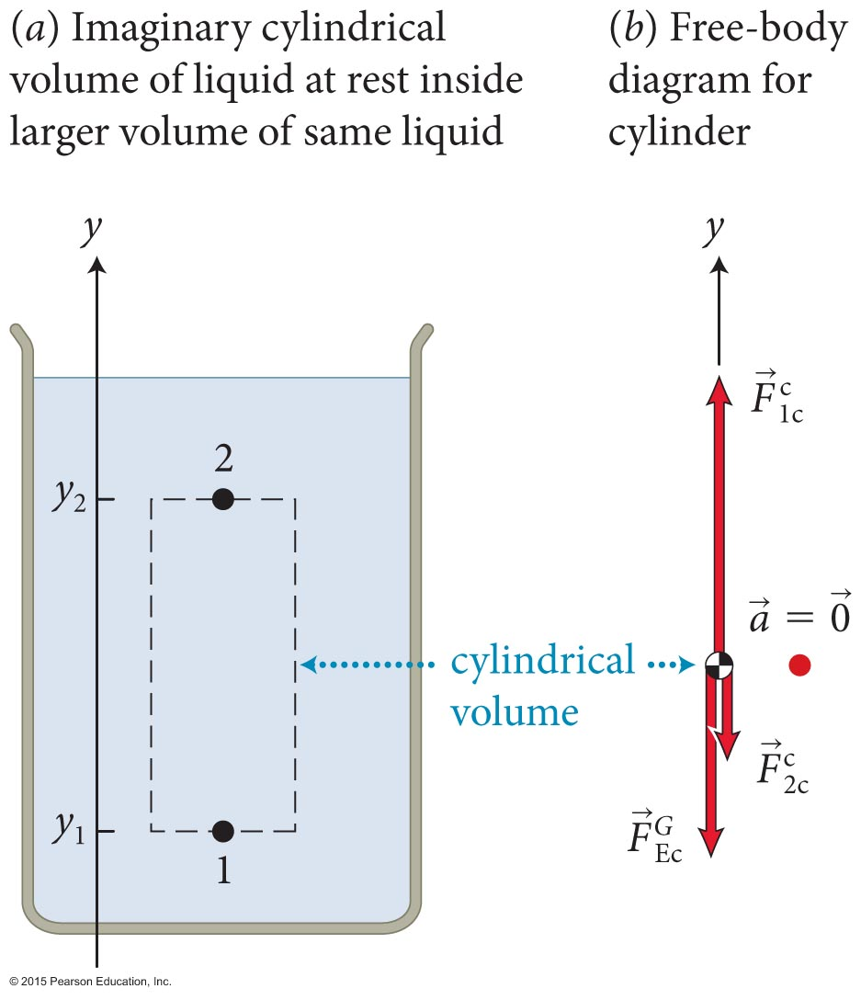 (a) Imaginary cylindrical
volume of liquid at rest inside
larger volume of same liquid
(b) Free-body
diagram for
cylinder
y
2
y₂
y₁
1
cylindrical
volume
y
F⃗ᶜ₁c
a⃗ = 0⃗
F⃗ᶜ₂c
F⃗ᴳEc
© 2015 Pearson Education, Inc.